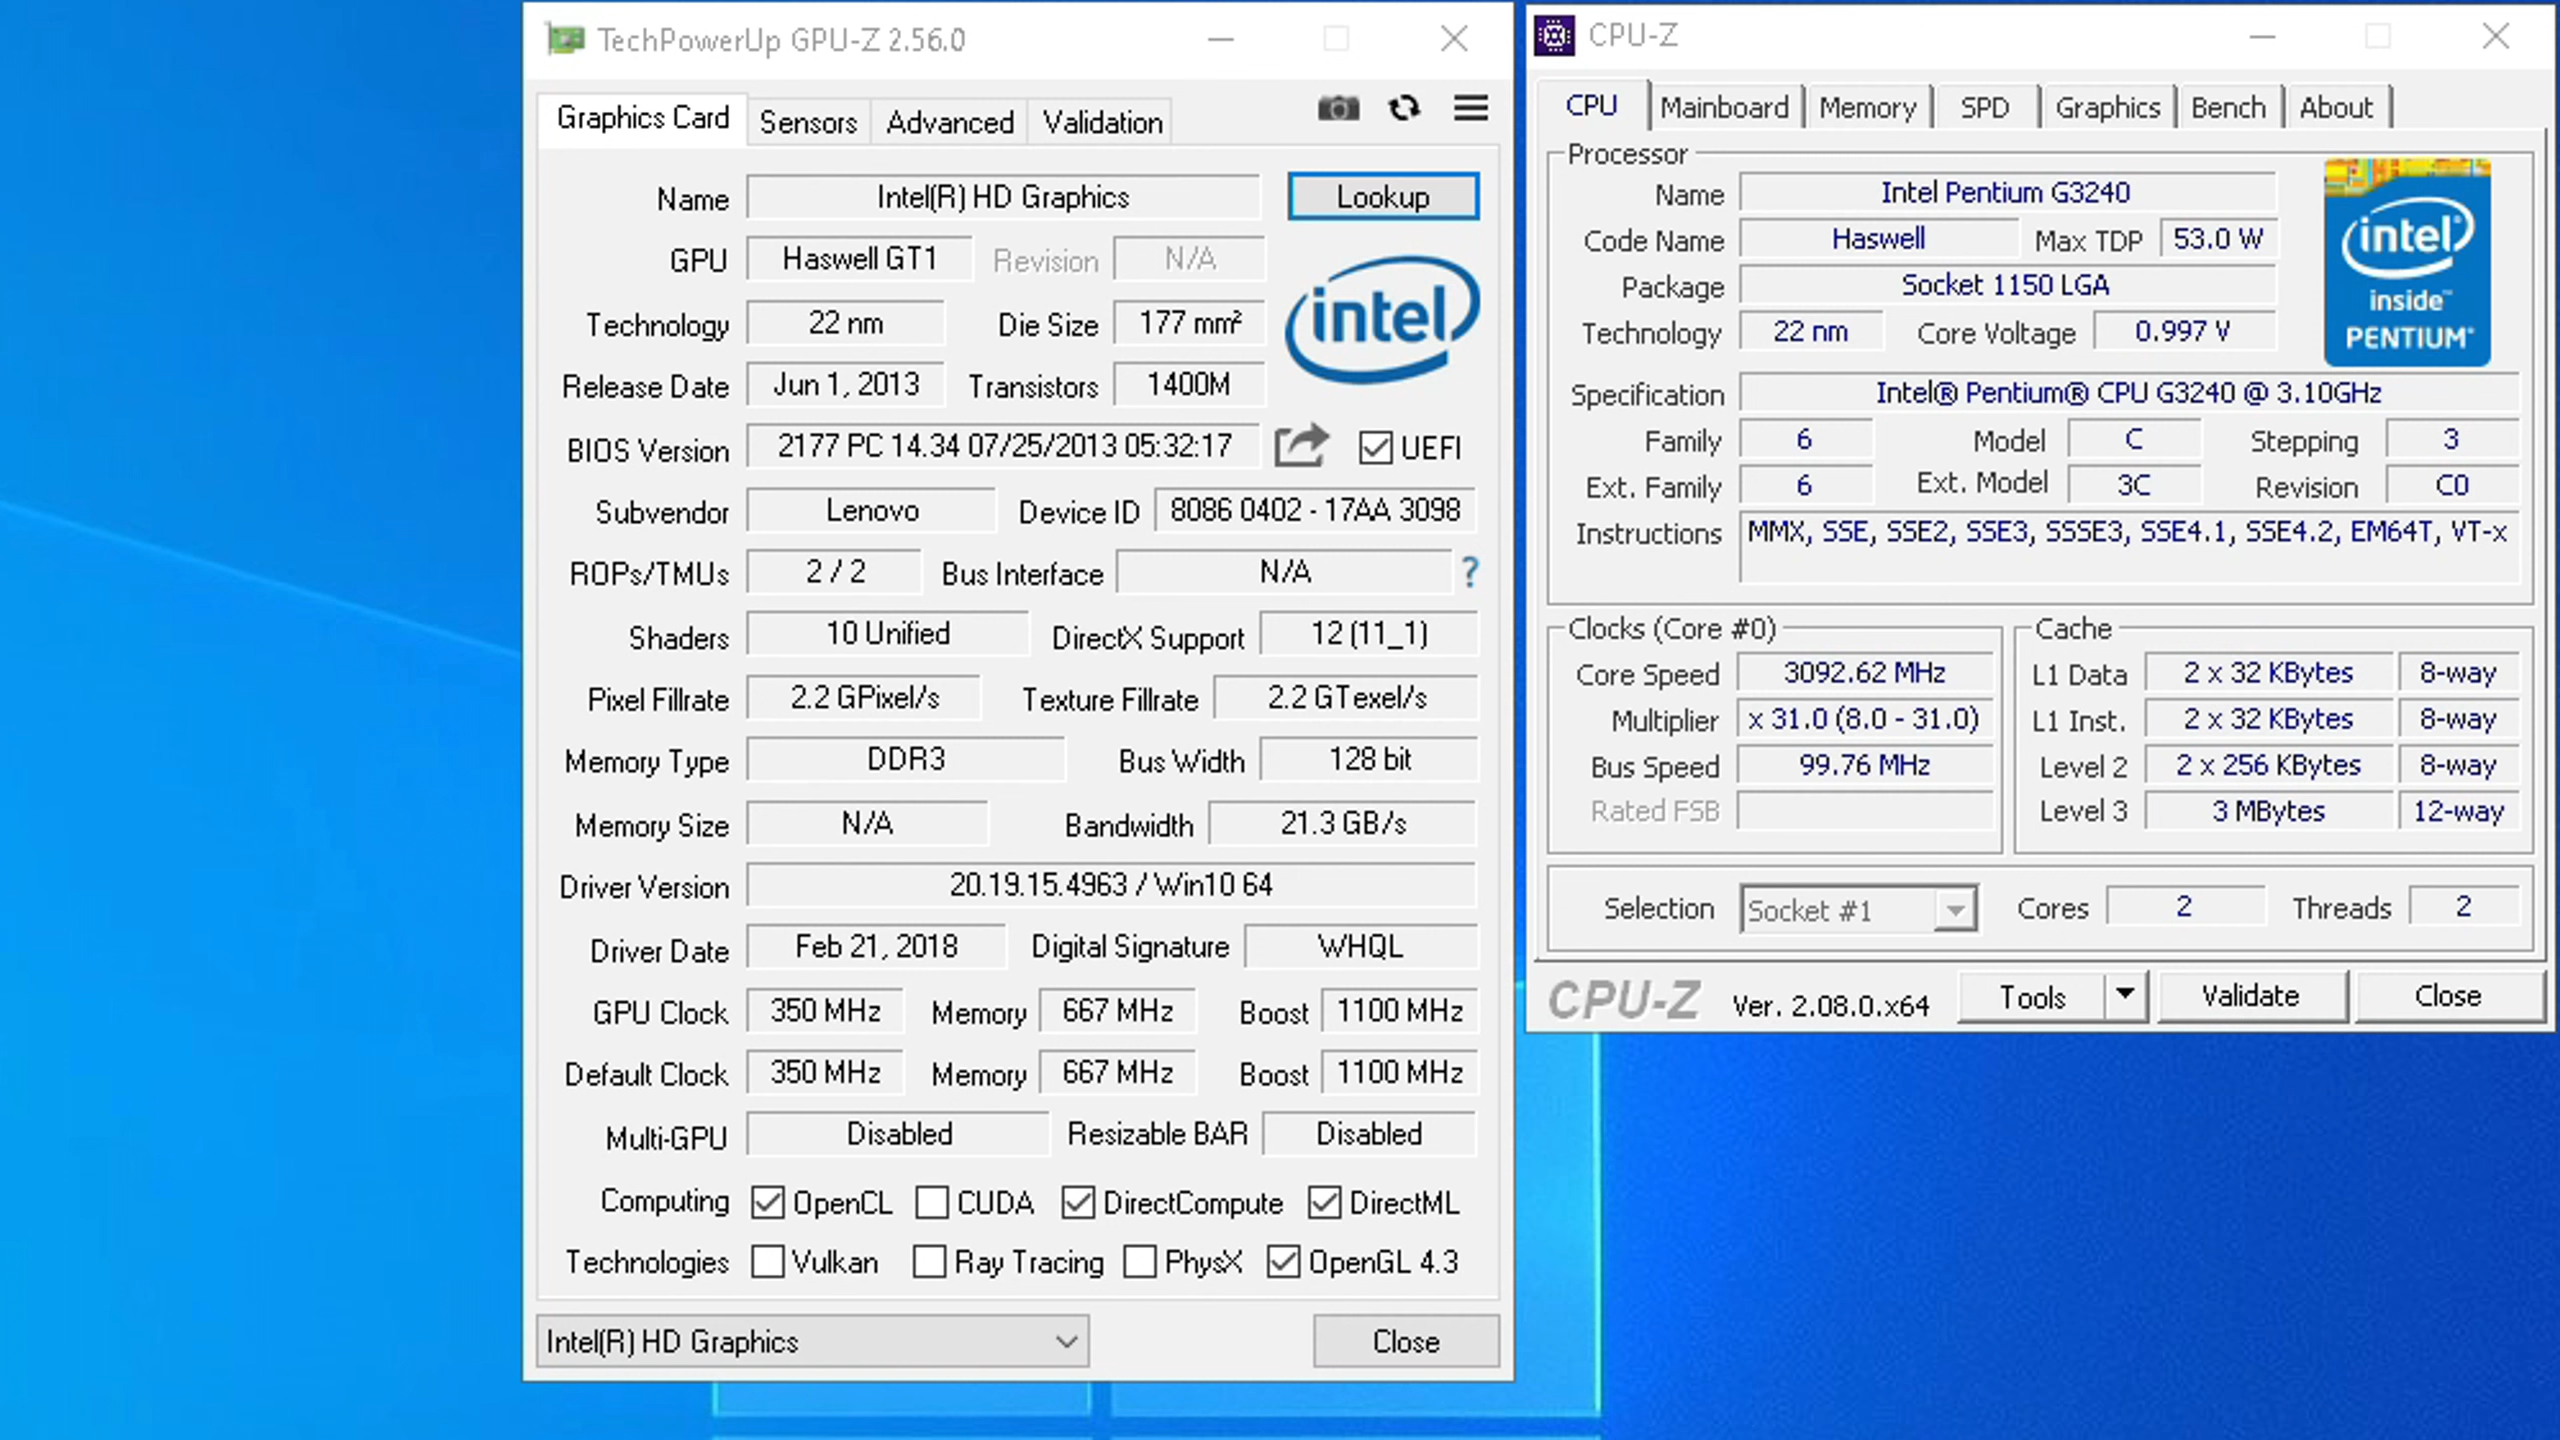 TechPowerUp GPU-Z 2.56.0
Graphics Card Sensors Advanced Validation
Name Intel(R) HD Graphics Lookup
GPU Haswell GT1 Revision N/A
intel
Technology 22 nm Die Size 177 mm²
Release Date Jun 1, 2013 Transistors 1400M
BIOS Version 2177 PC 14.34 07/25/2013 05:32:17 UEFI
Subvendor Lenovo Device ID 8086 0402 - 17AA 3098
ROPs/TMUs 2 / 2 Bus Interface N/A ?
Shaders 10 Unified DirectX Support 12 (11_1)
Pixel Fillrate 2.2 GPixel/s Texture Fillrate 2.2 GTexel/s
Memory Type DDR3 Bus Width 128 bit
Memory Size N/A Bandwidth 21.3 GB/s
Driver Version 20.19.15.4963 / Win10 64
Driver Date Feb 21, 2018 Digital Signature WHQL
GPU Clock 350 MHz Memory 667 MHz Boost 1100 MHz
Default Clock 350 MHz Memory 667 MHz Boost 1100 MHz
Multi-GPU Disabled Resizable BAR Disabled
Computing OpenCL CUDA DirectCompute DirectML
Technologies Vulkan Ray Tracing PhysX OpenGL 4.3
Intel(R) HD Graphics Close
CPU-Z
CPU Mainboard Memory SPD Graphics Bench About
Processor
Name Intel Pentium G3240
Code Name Haswell Max TDP 53.0 W
Package Socket 1150 LGA
Technology 22 nm Core Voltage 0.997 V
intel®
inside™
PENTIUM®
Specification Intel® Pentium® CPU G3240 @ 3.10GHz
Family 6 Model C Stepping 3
Ext. Family 6 Ext. Model 3C Revision C0
Instructions MMX, SSE, SSE2, SSE3, SSSE3, SSE4.1, SSE4.2, EM64T, VT-x
Clocks (Core #0)
Core Speed 3092.62 MHz
Multiplier x 31.0 (8.0 - 31.0)
Bus Speed 99.76 MHz
Rated FSB
Cache
L1 Data 2 x 32 KBytes 8-way
L1 Inst. 2 x 32 KBytes 8-way
Level 2 2 x 256 KBytes 8-way
Level 3 3 MBytes 12-way
Selection Socket #1 Cores 2 Threads 2
CPU-Z Ver. 2.08.0.x64 Tools Validate Close